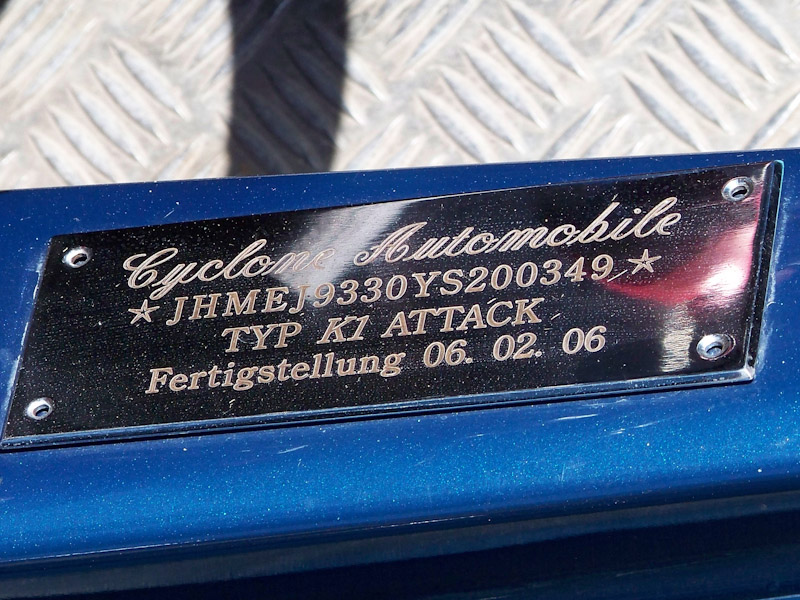 Cyclone Automobile
☆JHMEJ9330YS200349☆
TYP K1 ATTACK
Fertigstellung 06. 02. 06